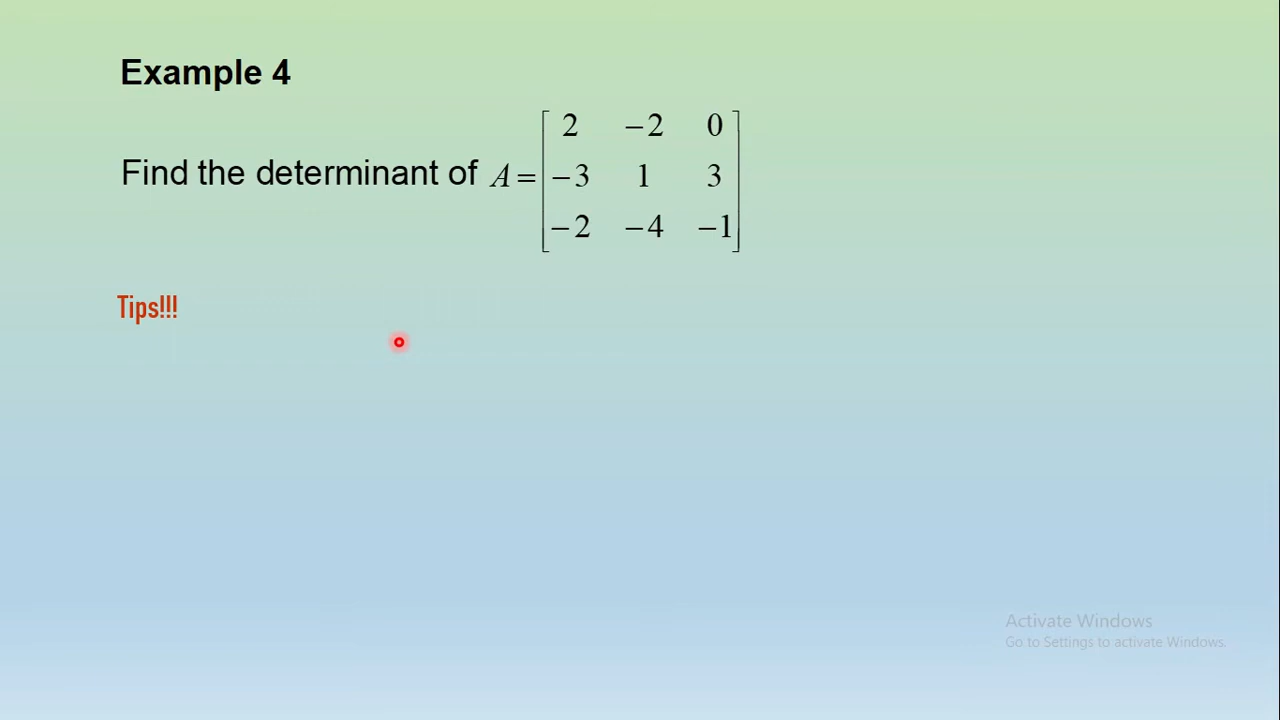 Example 4
Find the determinant of A = [2 −2 0
−3 1 3
−2 −4 −1]
Tips!!!
Activate Windows
Go to Settings to activate Windows.